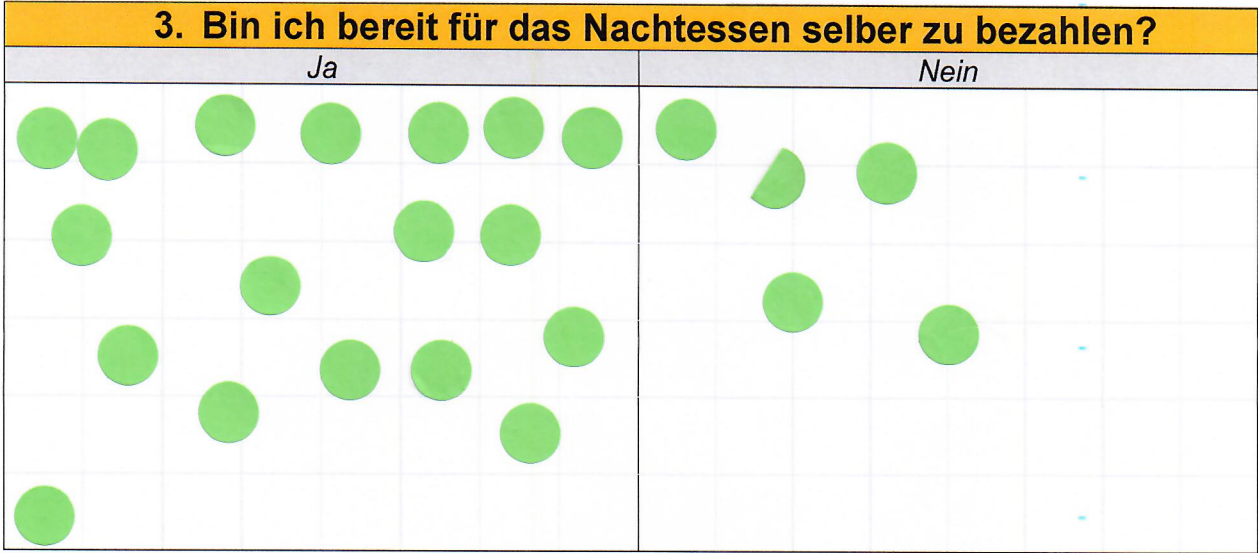 3. Bin ich bereit für das Nachtessen selber zu bezahlen?
Ja
Nein